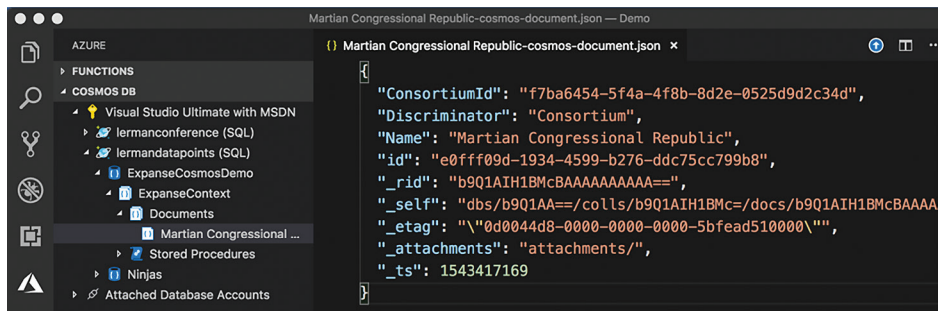 Martian Congressional Republic-cosmos-document.json — Demo
AZURE
{} Martian Congressional Republic-cosmos-document.json ×
FUNCTIONS
COSMOS DB
Visual Studio Ultimate with MSDN
lermanconference (SQL)
lermandatapoints (SQL)
ExpanseCosmosDemo
ExpanseContext
Documents
Martian Congressional ...
Stored Procedures
Ninjas
Attached Database Accounts
{
"ConsortiumId": "f7ba6454-5f4a-4f8b-8d2e-0525d9d2c34d",
"Discriminator": "Consortium",
"Name": "Martian Congressional Republic",
"id": "e0fff09d-1934-4599-b276-ddc75cc799b8",
"_rid": "b9Q1AIH1BMcBAAAAAAAAAA==",
"_self": "dbs/b9Q1AA==/colls/b9Q1AIH1BMc=/docs/b9Q1AIH1BMcBAAAA
"_etag": "\"0d0044d8-0000-0000-0000-5bfead510000\"",
"_attachments": "attachments/",
"_ts": 1543417169
}